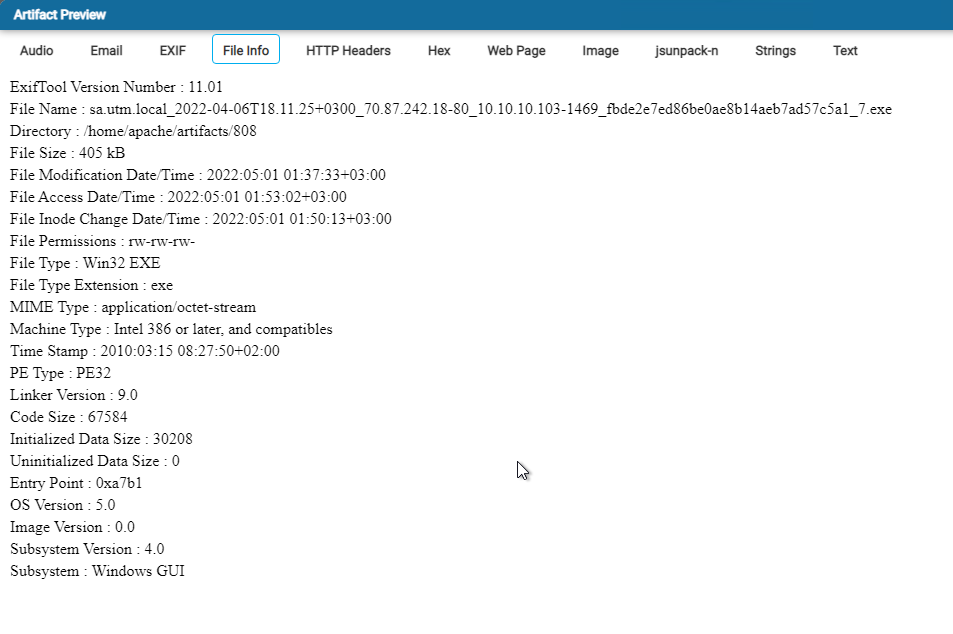 Artifact Preview
Audio Email EXIF File Info HTTP Headers Hex Web Page Image jsunpack-n Strings Text
ExifTool Version Number : 11.01
File Name : sa.utm.local_2022-04-06T18.11.25+0300_70.87.242.18-80_10.10.10.103-1469_fbde2e7ed86be0ae8b14aeb7ad57c5a1_7.exe
Directory : /home/apache/artifacts/808
File Size : 405 kB
File Modification Date/Time : 2022:05:01 01:37:33+03:00
File Access Date/Time : 2022:05:01 01:53:02+03:00
File Inode Change Date/Time : 2022:05:01 01:50:13+03:00
File Permissions : rw-rw-rw-
File Type : Win32 EXE
File Type Extension : exe
MIME Type : application/octet-stream
Machine Type : Intel 386 or later, and compatibles
Time Stamp : 2010:03:15 08:27:50+02:00
PE Type : PE32
Linker Version : 9.0
Code Size : 67584
Initialized Data Size : 30208
Uninitialized Data Size : 0
Entry Point : 0xa7b1
OS Version : 5.0
Image Version : 0.0
Subsystem Version : 4.0
Subsystem : Windows GUI